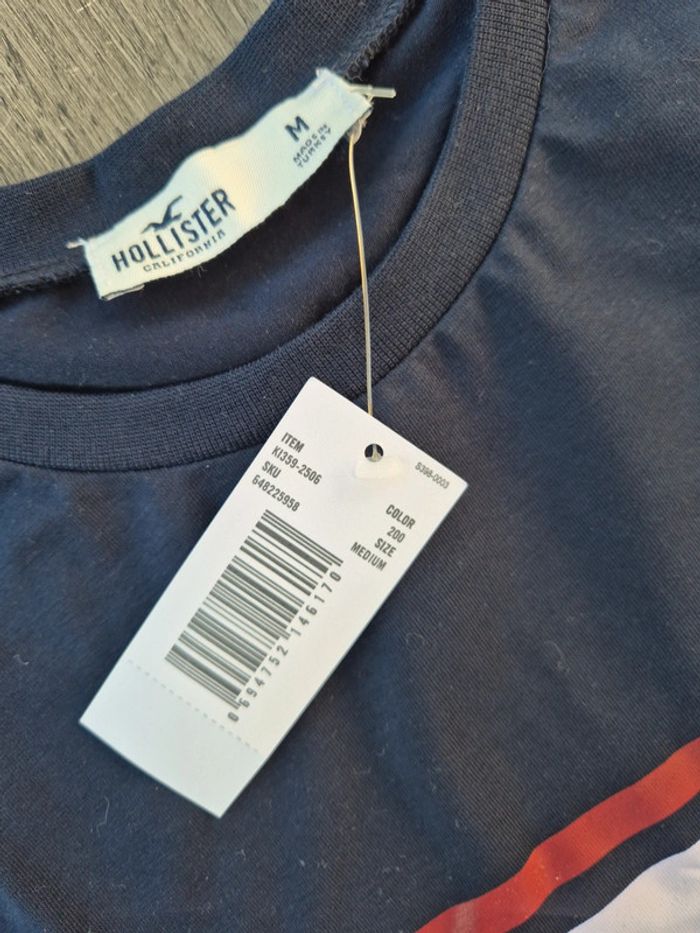 HOLLISTER
CALIFORNIA
M
MADE IN
TURKEY
S398-0003
ITEM
KI359-2506
SKU
648225958
COLOR
200
SIZE
MEDIUM
0 694752 146170